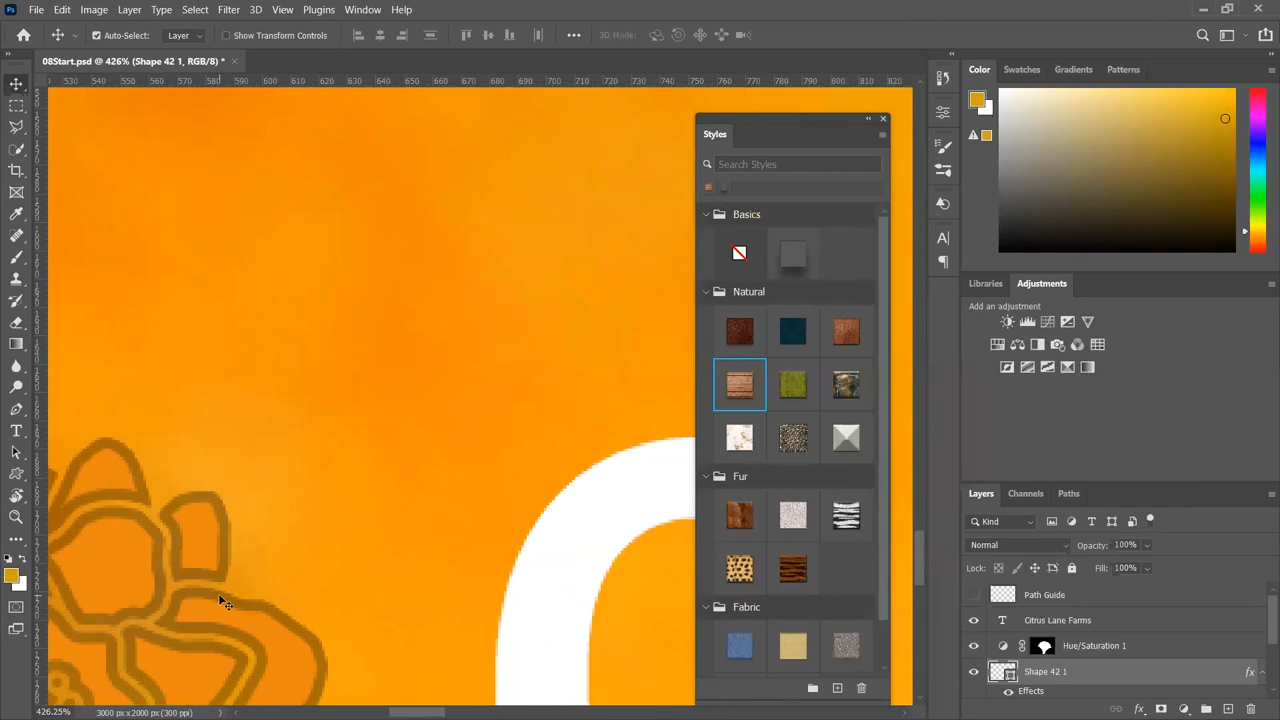 Ps File Edit Image Layer Type Select Filter 3D View Plugins Window Help
Auto-Select: Layer Show Transform Controls 3D Mode:
08Start.psd @ 426% (Shape 42 1, RGB/8) *
530 540 550 560 570 580 590 600 610 620 630 640 650 660 670 680 690 700 710 720 730 740 750 760 770 780 790 800 810 820
Color Swatches Gradients Patterns
Styles
Search Styles
Basics
Natural
Fur
Fabric
Libraries Adjustments
Add an adjustment
Layers Channels Paths
Kind
Normal Opacity: 100%
Lock: Fill: 100%
Path Guide
T Citrus Lane Farms
Hue/Saturation 1
Shape 42 1 fx
Effects
426.25% 3000 px x 2000 px (300 ppi)